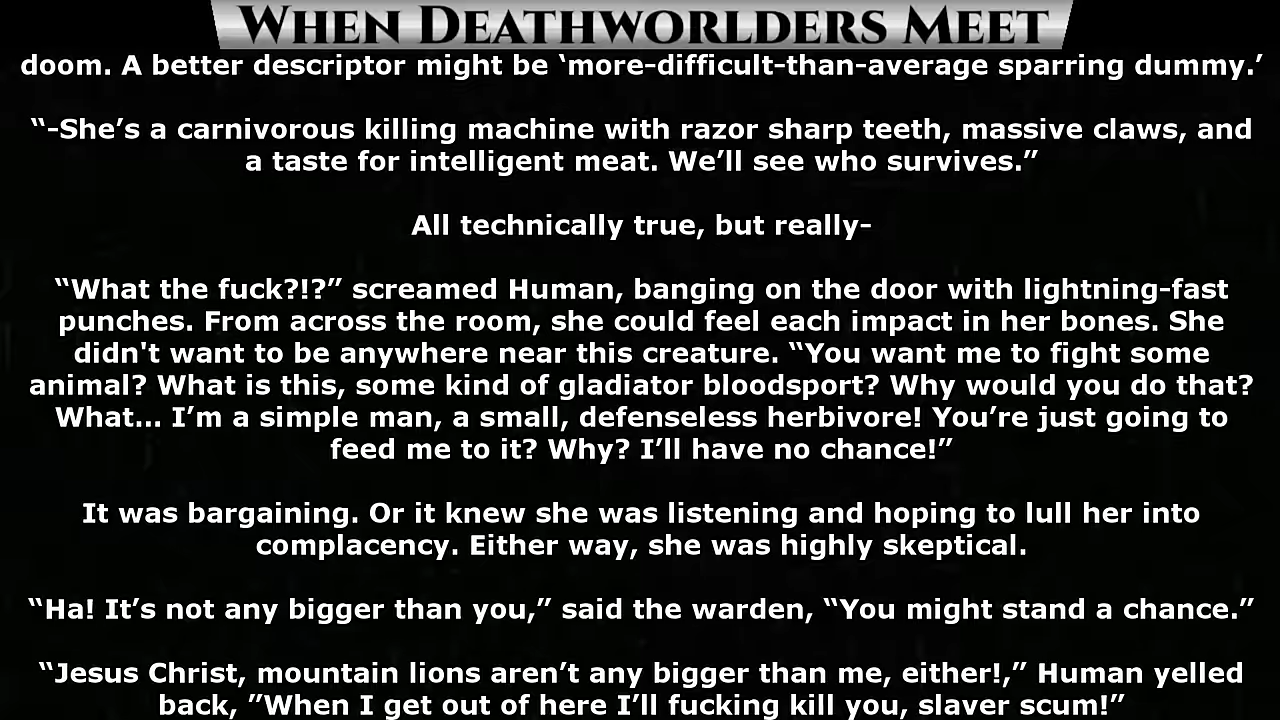 When Deathworlders Meet
doom. A better descriptor might be ‘more-difficult-than-average sparring dummy.’
“-She’s a carnivorous killing machine with razor sharp teeth, massive claws, and
a taste for intelligent meat. We’ll see who survives.”
All technically true, but really-
“What the fuck?!?” screamed Human, banging on the door with lightning-fast
punches. From across the room, she could feel each impact in her bones. She
didn't want to be anywhere near this creature. “You want me to fight some
animal? What is this, some kind of gladiator bloodsport? Why would you do that?
What... I’m a simple man, a small, defenseless herbivore! You’re just going to
feed me to it? Why? I’ll have no chance!”
It was bargaining. Or it knew she was listening and hoping to lull her into
complacency. Either way, she was highly skeptical.
“Ha! It’s not any bigger than you,” said the warden, “You might stand a chance.”
“Jesus Christ, mountain lions aren’t any bigger than me, either!,” Human yelled
back, ”When I get out of here I’ll fucking kill you, slaver scum!”